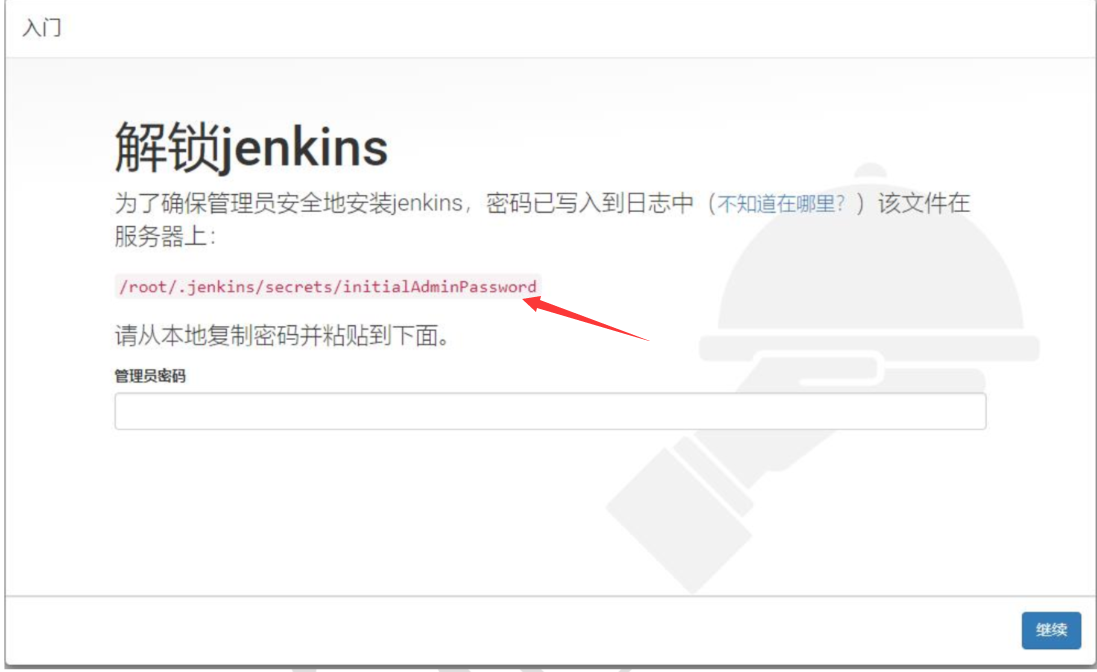 入门
解锁jenkins
为了确保管理员安全地安装jenkins，密码已写入到日志中（不知道在哪里？）该文件在
服务器上：
/root/.jenkins/secrets/initialAdminPassword
请从本地复制密码并粘贴到下面。
管理员密码
继续